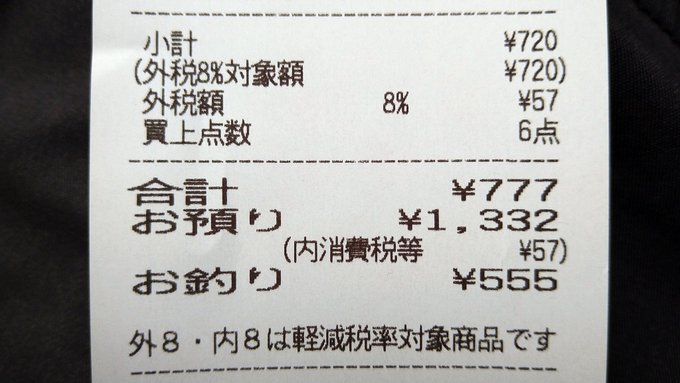 小計 ¥720
(外税8%対象額 ¥720)
外税額 8% ¥57
買上点数 6点
合計 ¥777
お預り ¥1,332
(内消費税等 ¥57)
お釣り ¥555
外8・内8は軽減税率対象商品です